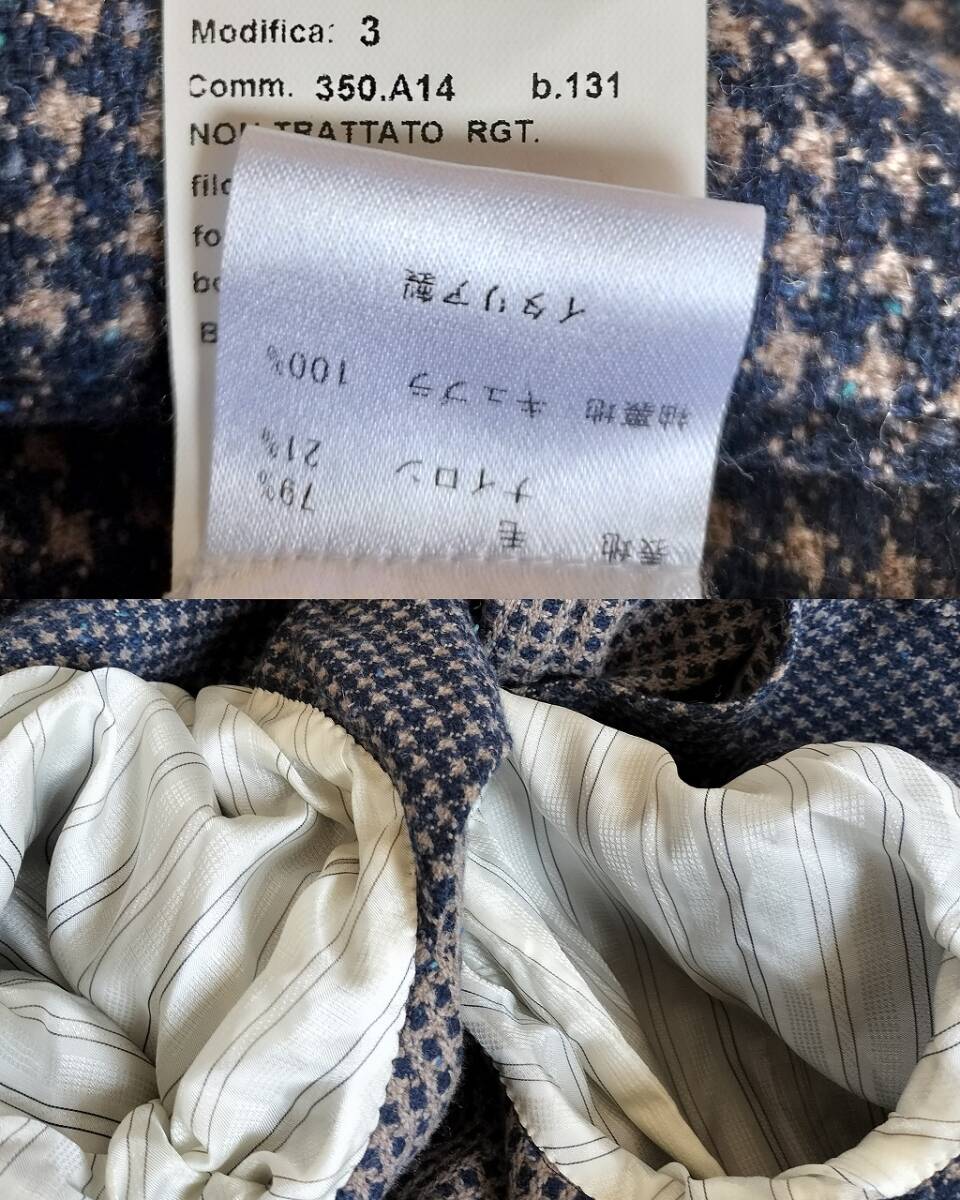 Modifica: 3
Comm. 350.A14 b.131
NON TRATTATO RGT.
表地 毛 79%
ナイロン 21%
袖裏地 キュプラ 100%
イタリア製